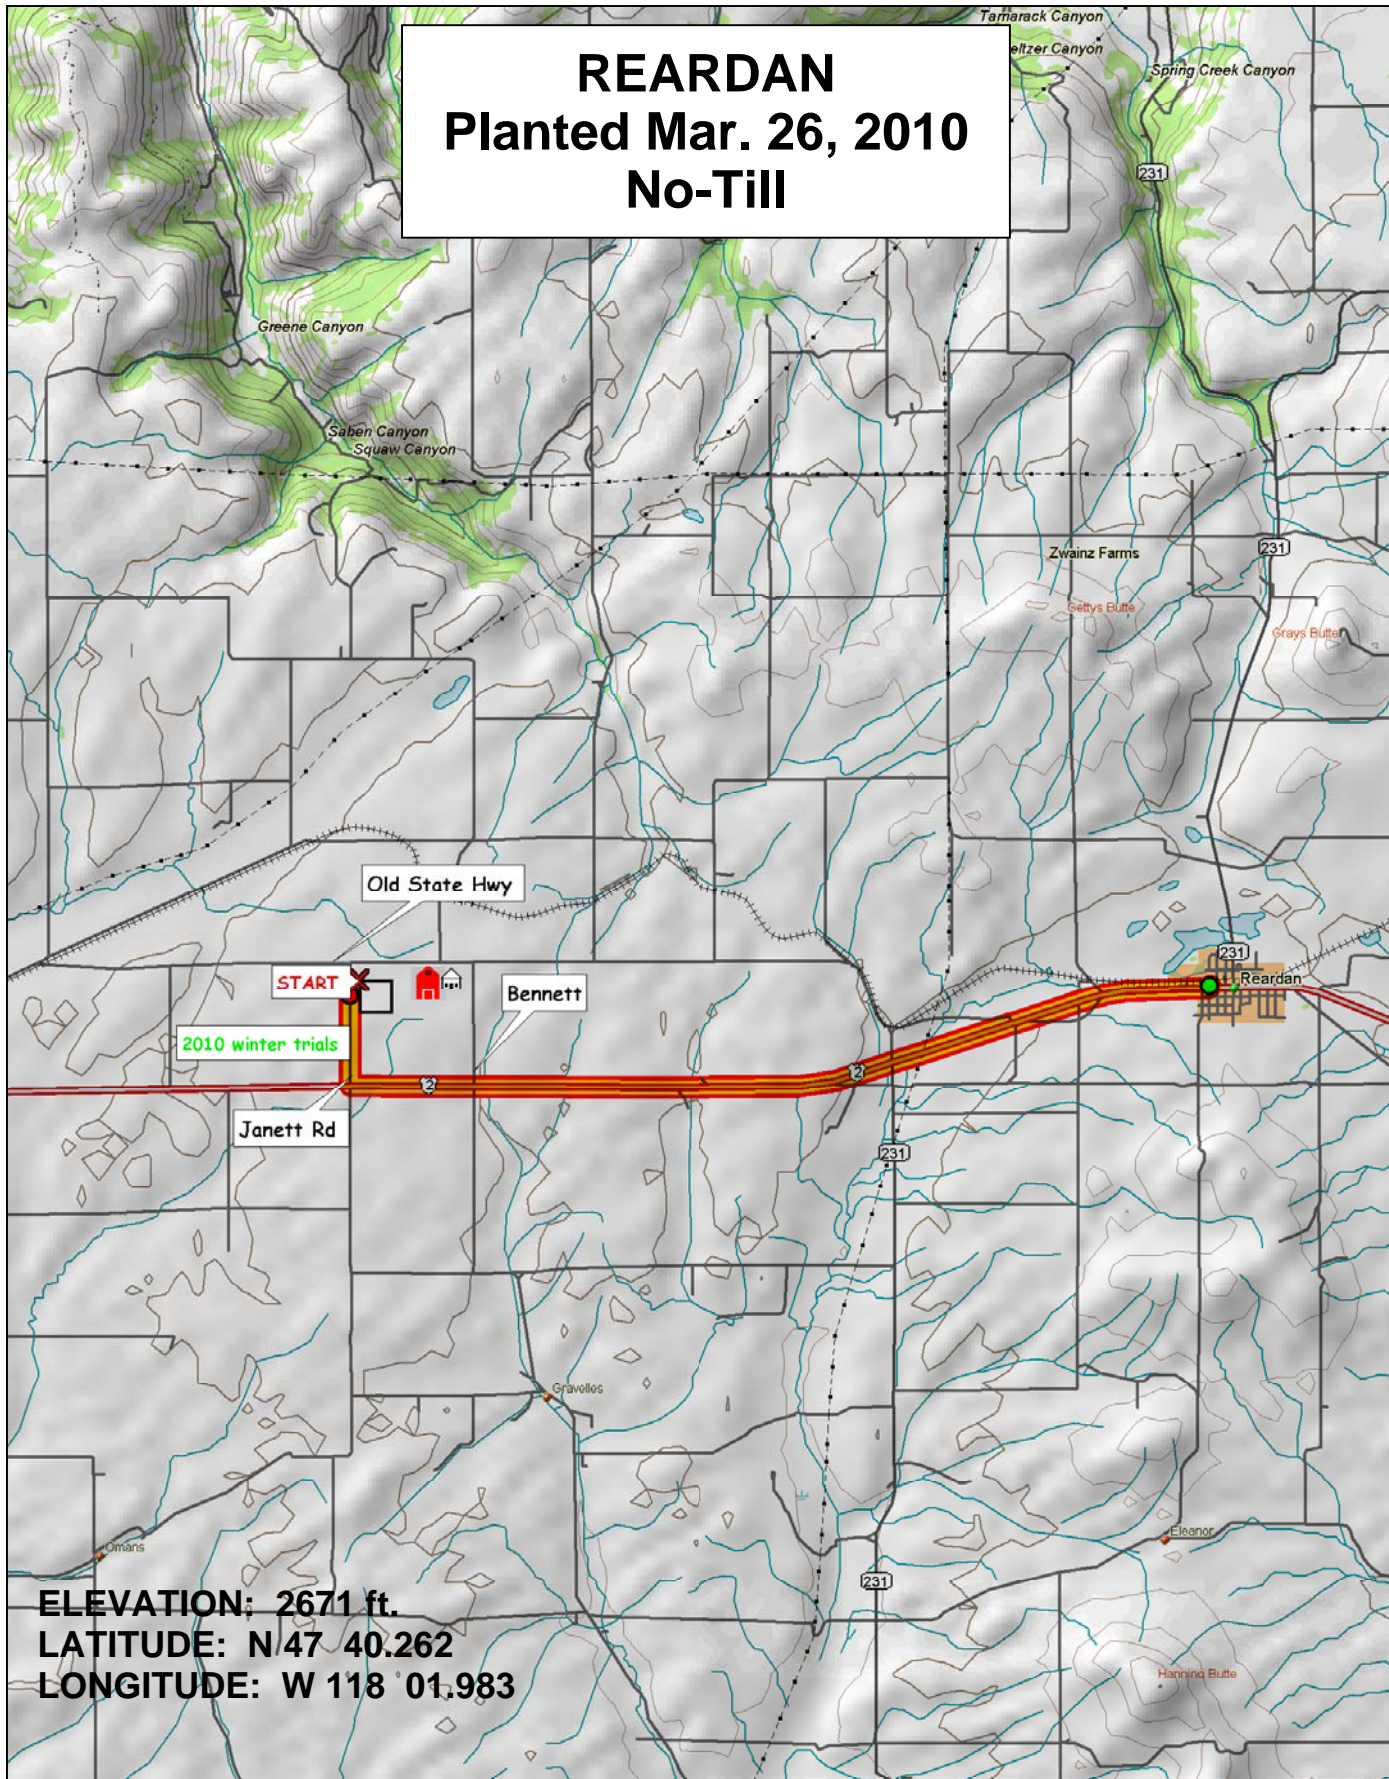 Tamarack Canyon
eltzer Canyon
Spring Creek Canyon
REARDAN
Planted Mar. 26, 2010
No-Till
231
Greene Canyon
Saben Canyon
Squaw Canyon
231
Zwainz Farms
Gettys Butte
Grays Butte
Old State Hwy
231
START
Reardan
Bennett
2010 winter trials
2
2
Janett Rd
231
Gravelles
Eleanor
Omans
231
ELEVATION: 2671 ft.
LATITUDE: N 47 40.262
LONGITUDE: W 118 01.983
Hanning Butte